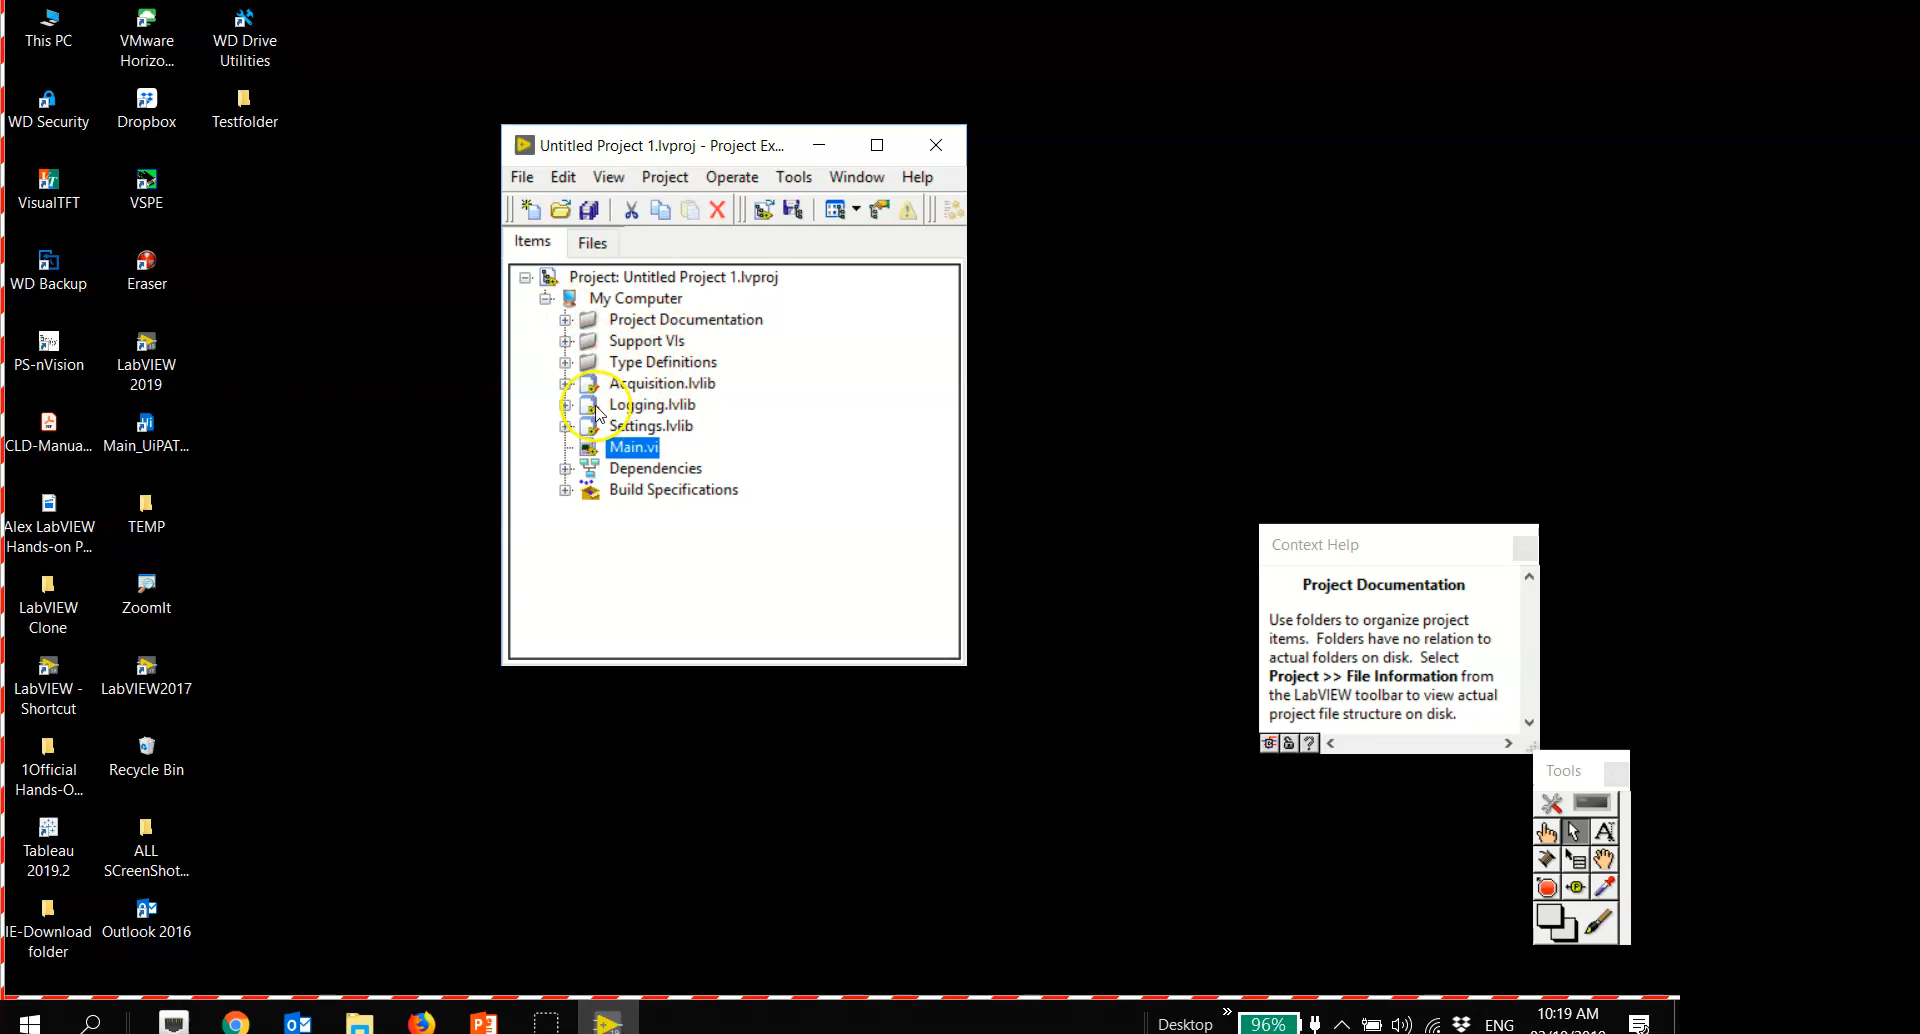 This PC
VMware
Horizo...
WD Drive
Utilities
WD Security
Dropbox
Testfolder
VisualTFT
VSPE
WD Backup
Eraser
PS-nVision
LabVIEW
2019
CLD-Manua...
Main_UiPAT...
Alex LabVIEW
Hands-on P...
TEMP
LabVIEW
Clone
ZoomIt
LabVIEW -
Shortcut
LabVIEW2017
1Official
Hands-O...
Recycle Bin
Tableau
2019.2
ALL
SCreenShot...
IE-Download
folder
Outlook 2016
Untitled Project 1.lvproj - Project Ex...
File Edit View Project Operate Tools Window Help
Items Files
Project: Untitled Project 1.lvproj
My Computer
Project Documentation
Support VIs
Type Definitions
Acquisition.lvlib
Logging.lvlib
Settings.lvlib
Main.vi
Dependencies
Build Specifications
Context Help
Project Documentation
Use folders to organize project
items. Folders have no relation to
actual folders on disk. Select
Project >> File Information from
the LabVIEW toolbar to view actual
project file structure on disk.
Tools
Desktop
96%
ENG
10:19 AM